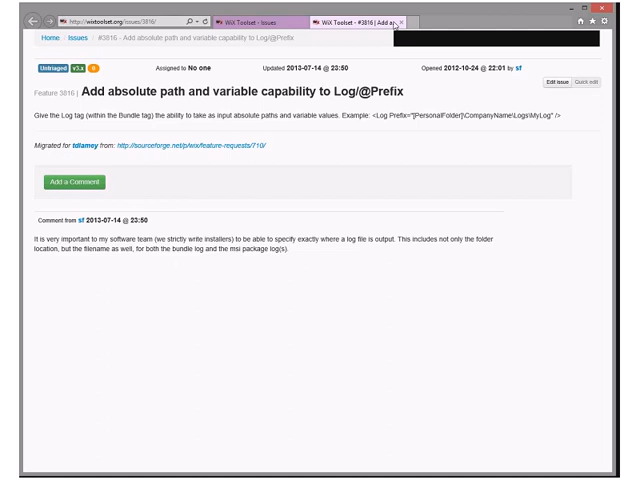 http://wixtoolset.org/issues/3816/
WiX Toolset - Issues
WiX Toolset - #3816 | Add a...
Home / Issues / #3816 - Add absolute path and variable capability to Log/@Prefix
Untriaged v3.x 0 Assigned to No one Updated 2013-07-14 @ 23:50 Opened 2012-10-24 @ 22:01 by sf
Edit issue Quick edit
Feature 3816 | Add absolute path and variable capability to Log/@Prefix
Give the Log tag (within the Bundle tag) the ability to take as input absolute paths and variable values. Example: <Log Prefix="[PersonalFolder]\CompanyName\Logs\MyLog" />
Migrated for tdlamey from: http://sourceforge.net/p/wix/feature-requests/710/
Add a Comment
Comment from sf 2013-07-14 @ 23:50
It is very important to my software team (we strictly write installers) to be able to specify exactly where a log file is output. This includes not only the folder
location, but the filename as well, for both the bundle log and the msi package log(s).